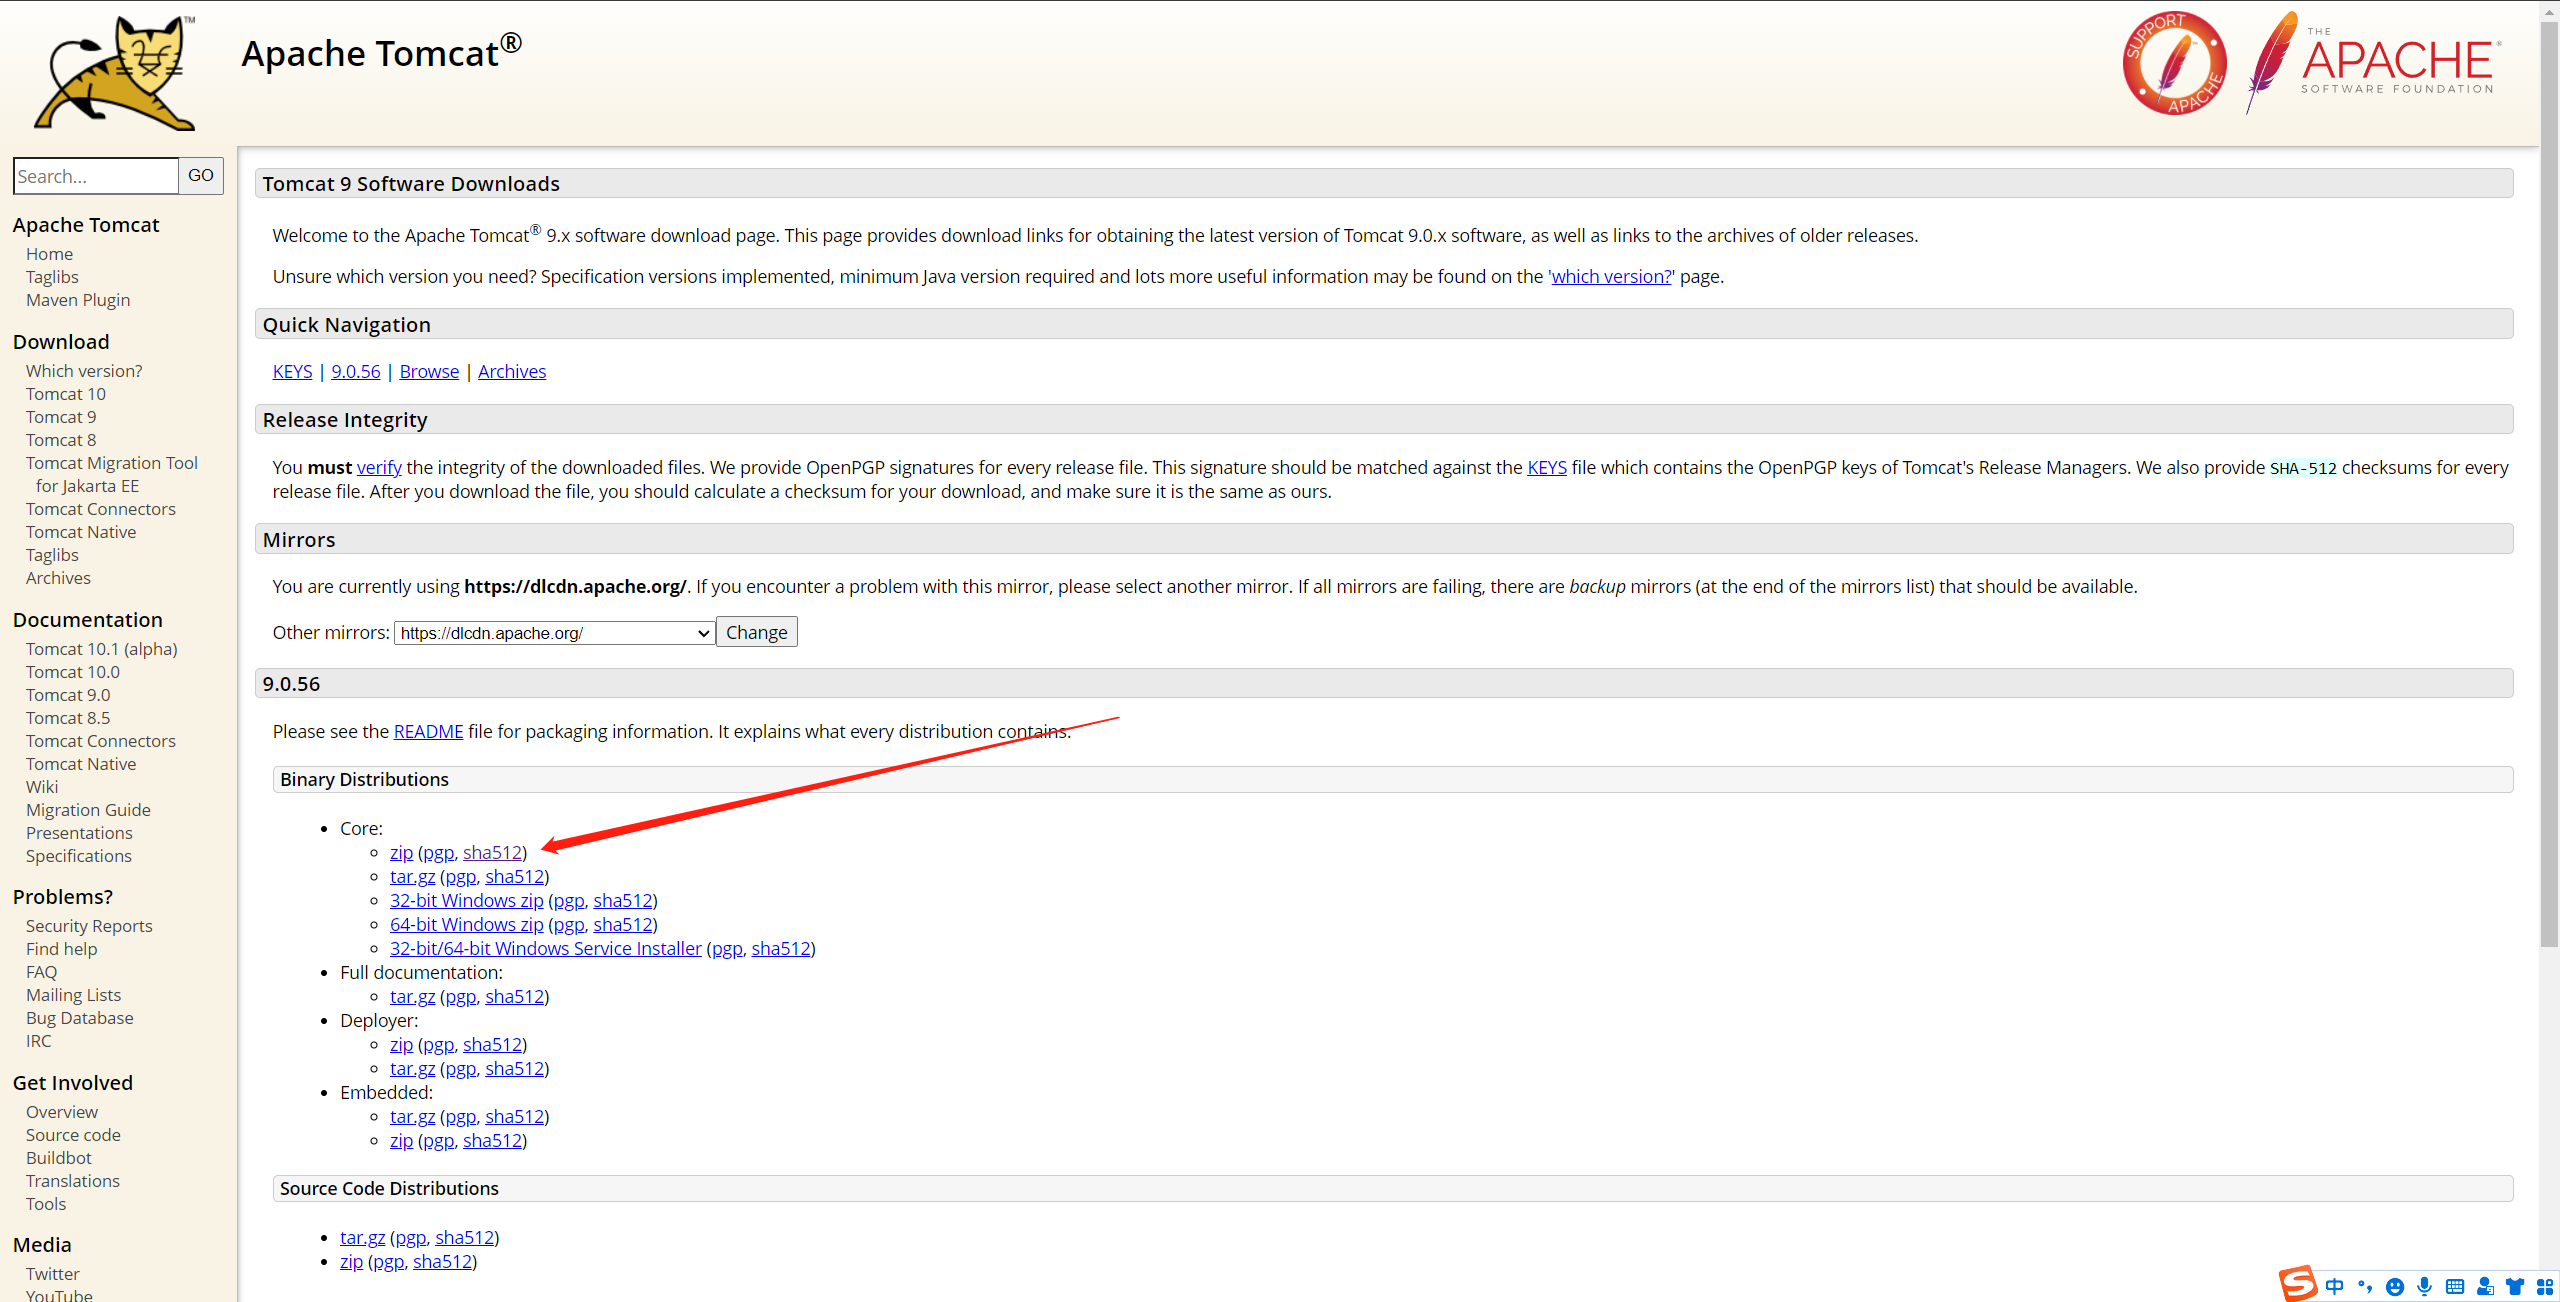 TM
Apache Tomcat®
SUPPORT APACHE
THE
APACHE®
SOFTWARE FOUNDATION
Search...
GO
Apache Tomcat
Home
Taglibs
Maven Plugin
Download
Which version?
Tomcat 10
Tomcat 9
Tomcat 8
Tomcat Migration Tool
for Jakarta EE
Tomcat Connectors
Tomcat Native
Taglibs
Archives
Documentation
Tomcat 10.1 (alpha)
Tomcat 10.0
Tomcat 9.0
Tomcat 8.5
Tomcat Connectors
Tomcat Native
Wiki
Migration Guide
Presentations
Specifications
Problems?
Security Reports
Find help
FAQ
Mailing Lists
Bug Database
IRC
Get Involved
Overview
Source code
Buildbot
Translations
Tools
Media
Twitter
YouTube
Tomcat 9 Software Downloads
Welcome to the Apache Tomcat® 9.x software download page. This page provides download links for obtaining the latest version of Tomcat 9.0.x software, as well as links to the archives of older releases.
Unsure which version you need? Specification versions implemented, minimum Java version required and lots more useful information may be found on the 'which version?' page.
Quick Navigation
KEYS | 9.0.56 | Browse | Archives
Release Integrity
You must verify the integrity of the downloaded files. We provide OpenPGP signatures for every release file. This signature should be matched against the KEYS file which contains the OpenPGP keys of Tomcat's Release Managers. We also provide SHA-512 checksums for every
release file. After you download the file, you should calculate a checksum for your download, and make sure it is the same as ours.
Mirrors
You are currently using https://dlcdn.apache.org/. If you encounter a problem with this mirror, please select another mirror. If all mirrors are failing, there are backup mirrors (at the end of the mirrors list) that should be available.
Other mirrors: https://dlcdn.apache.org/ Change
9.0.56
Please see the README file for packaging information. It explains what every distribution contains.
Binary Distributions
• Core:
◦ zip (pgp, sha512)
◦ tar.gz (pgp, sha512)
◦ 32-bit Windows zip (pgp, sha512)
◦ 64-bit Windows zip (pgp, sha512)
◦ 32-bit/64-bit Windows Service Installer (pgp, sha512)
• Full documentation:
◦ tar.gz (pgp, sha512)
• Deployer:
◦ zip (pgp, sha512)
◦ tar.gz (pgp, sha512)
• Embedded:
◦ tar.gz (pgp, sha512)
◦ zip (pgp, sha512)
Source Code Distributions
• tar.gz (pgp, sha512)
• zip (pgp, sha512)
S 中 °,